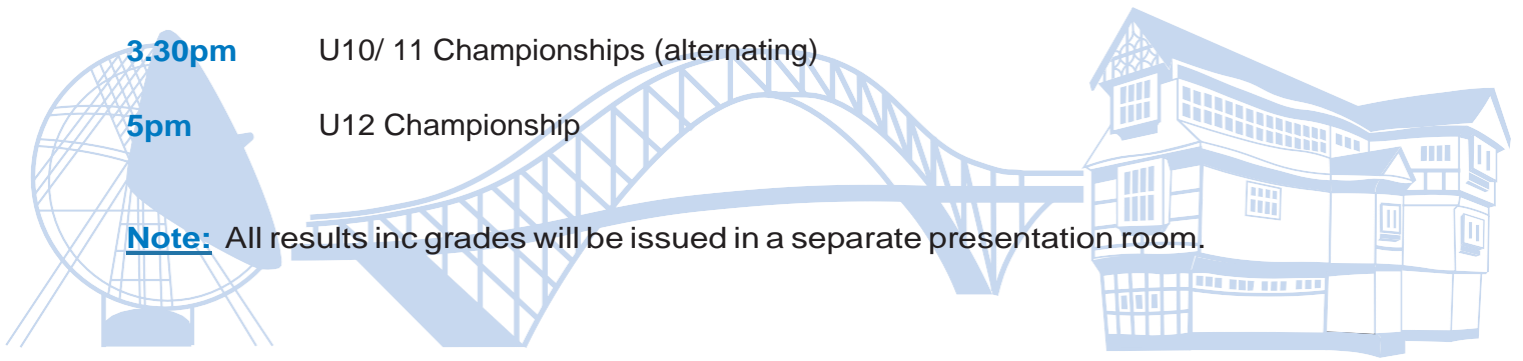 3.30pm U10/ 11 Championships (alternating)
5pm U12 Championship
Note: All results inc grades will be issued in a separate presentation room.